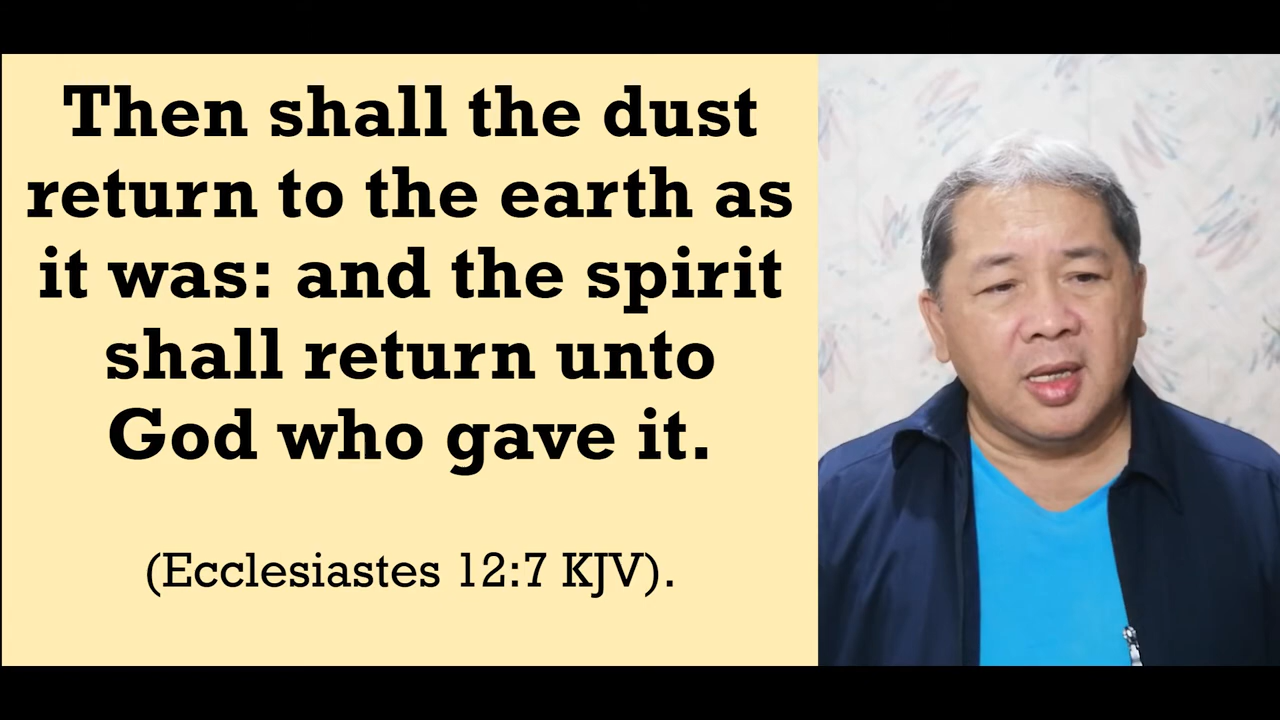 Then shall the dust
return to the earth as
it was: and the spirit
shall return unto
God who gave it.
(Ecclesiastes 12:7 KJV).